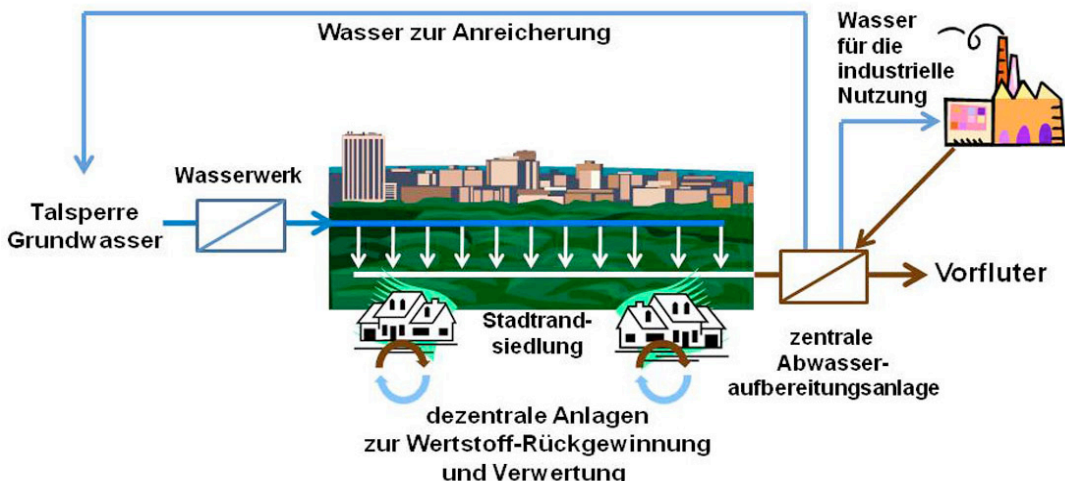 Wasser zur Anreicherung
Wasser
für die
industrielle
Nutzung
Wasserwerk
Talsperre
Grundwasser
Vorfluter
Stadtrand-
siedlung
zentrale
Abwasser-
aufbereitungsanlage
dezentrale Anlagen
zur Wertstoff-Rückgewinnung
und Verwertung